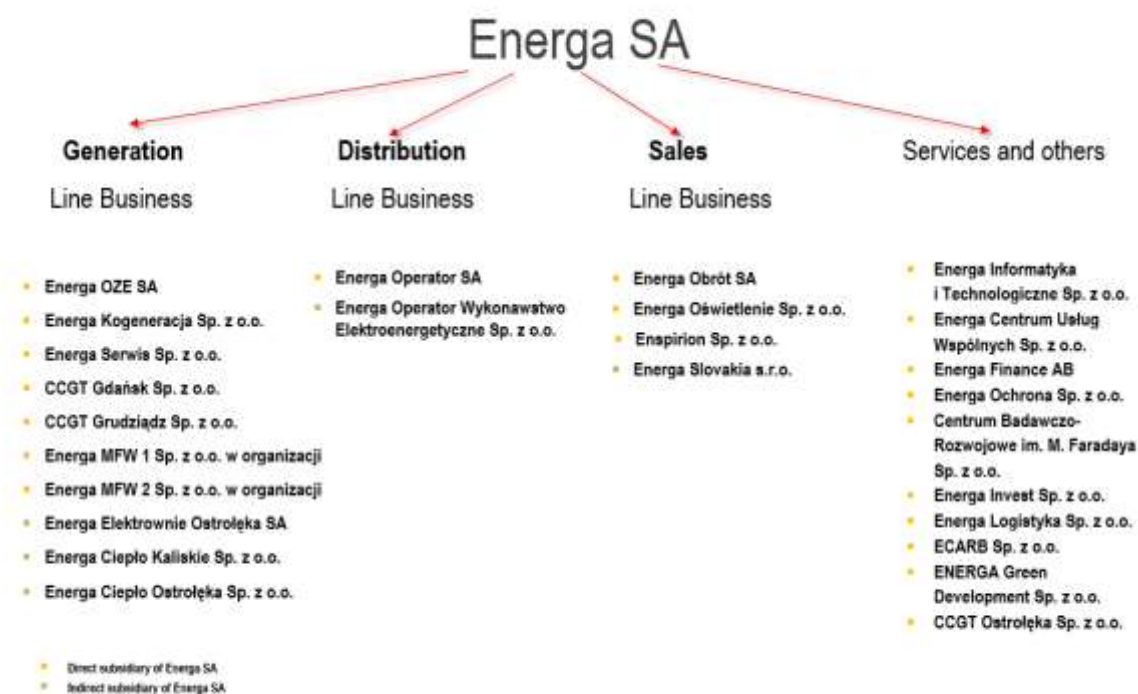 Energa SA
Generation
Line Business
Distribution
Line Business
Sales
Line Business
Services and others
Energa OZE SA
Energa Kogeneracja Sp. z o.o.
Energa Serwis Sp. z o.o.
CCGT Gdańsk Sp. z o.o.
CCGT Grudziądz Sp. z o.o.
Energa MFW 1 Sp. z o.o. w organizacji
Energa MFW 2 Sp. z o.o. w organizacji
Energa Elektrownie Ostrołęka SA
Energa Ciepło Kaliskie Sp. z o.o.
Energa Ciepło Ostrołęka Sp. z o.o.
Energa Operator SA
Energa Operator Wykonawstwo
Elektroenergetyczne Sp. z o.o.
Energa Obrót SA
Energa Oświetlenie Sp. z o.o.
Enspirion Sp. z o.o.
Energa Slovakia s.r.o.
Energa Informatyka
i Technologiczne Sp. z o.o.
Energa Centrum Usług
Wspólnych Sp. z o.o.
Energa Finance AB
Energa Ochrona Sp. z o.o.
Centrum Badawczo-
Rozwojowe im. M. Faradaya
Sp. z o.o.
Energa Invest Sp. z o.o.
Energa Logistyka Sp. z o.o.
ECARB Sp. z o.o.
ENERGA Green
Development Sp. z o.o.
CCGT Ostrołęka Sp. z o.o.
Direct subsidiary of Energa SA
Indirect subsidiary of Energa SA